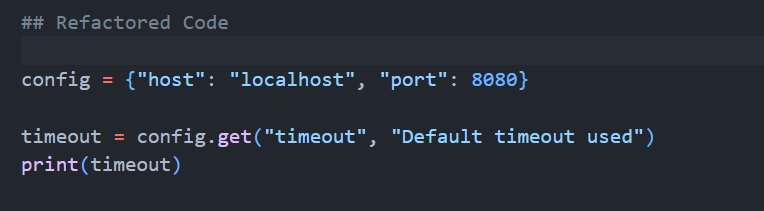 ## Refactored Code
config = {"host": "localhost", "port": 8080}
timeout = config.get("timeout", "Default timeout used")
print(timeout)